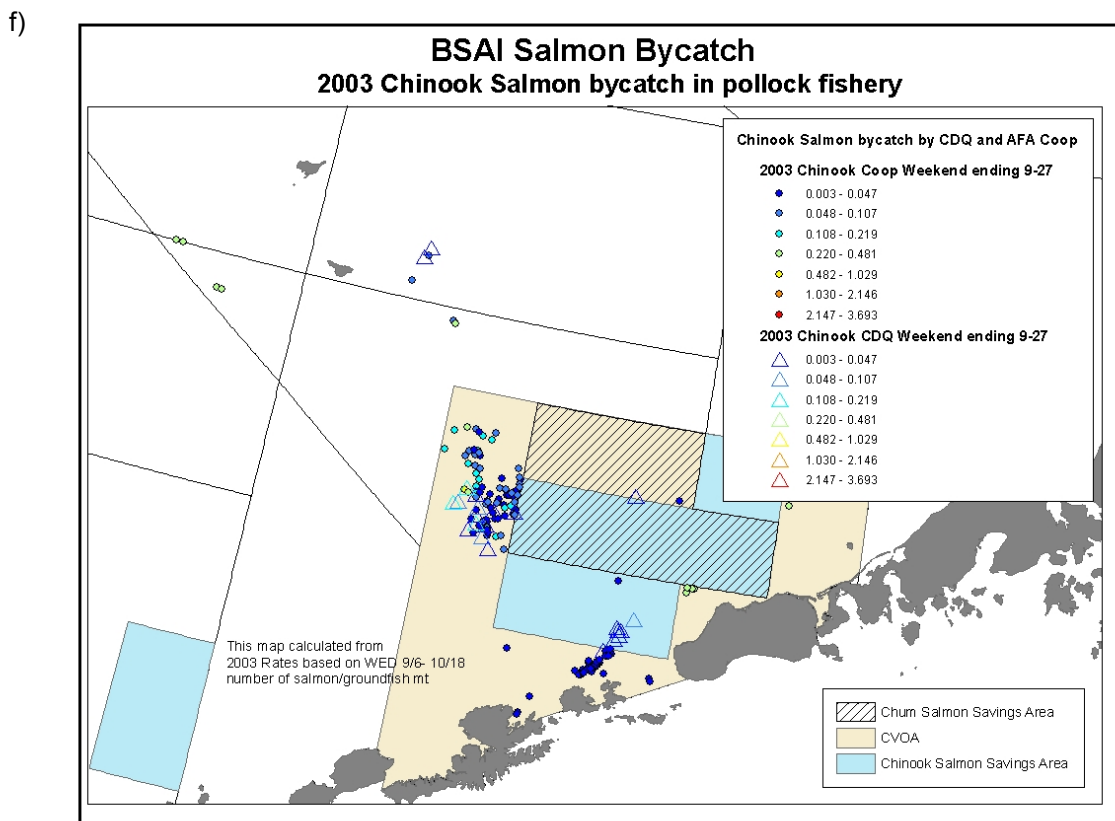 f)
BSAI Salmon Bycatch
2003 Chinook Salmon bycatch in pollock fishery
Chinook Salmon bycatch by CDQ and AFA Coop
2003 Chinook Coop Weekend ending 9-27
0.003 - 0.047
0.048 - 0.107
0.108 - 0.219
0.220 - 0.481
0.482 - 1.029
1.030 - 2.146
2.147 - 3.693
2003 Chinook CDQ Weekend ending 9-27
0.003 - 0.047
0.048 - 0.107
0.108 - 0.219
0.220 - 0.481
0.482 - 1.029
1.030 - 2.146
2.147 - 3.693
This map calculated from
2003 Rates based on WED 9/6- 10/18
number of salmon/groundfish mt
Chum Salmon Savings Area
CVOA
Chinook Salmon Savings Area